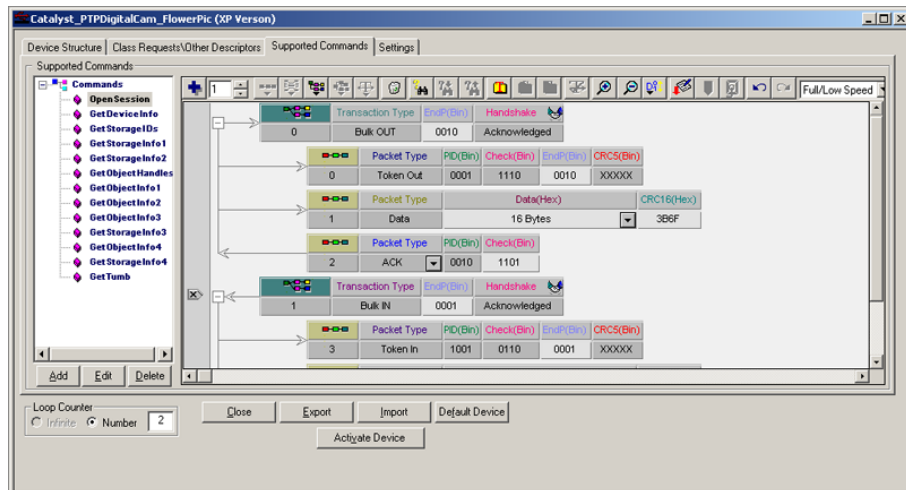 Catalyst_PTPDigitalCam_FlowerPic (XP Verson)
Device Structure Class Requests\Other Descriptors Supported Commands Settings
Supported Commands
Commands
OpenSession
GetDeviceInfo
GetStorageIDs
GetStorageInfo1
GetStorageInfo2
GetObjectHandles
GetObjectInfo1
GetObjectInfo2
GetObjectInfo3
GetStorageInfo3
GetObjectInfo4
GetStorageInfo4
GetTumb
Add Edit Delete
1 Full/Low Speed
Transaction Type EndP(Bin) Handshake
0 Bulk OUT 0010 Acknowledged
Packet Type PID(Bin) Check(Bin) EndP(Bin) CRC5(Bin)
0 Token Out 0001 1110 0010 XXXXX
Packet Type Data(Hex) CRC16(Hex)
1 Data 16 Bytes 3B6F
Packet Type PID(Bin) Check(Bin)
2 ACK 0010 1101
Transaction Type EndP(Bin) Handshake
1 Bulk IN 0001 Acknowledged
Packet Type PID(Bin) Check(Bin) EndP(Bin) CRC5(Bin)
3 Token In 1001 0110 0001 XXXXX
Loop Counter
Infinite Number 2
Close Export Import Default Device
Activate Device